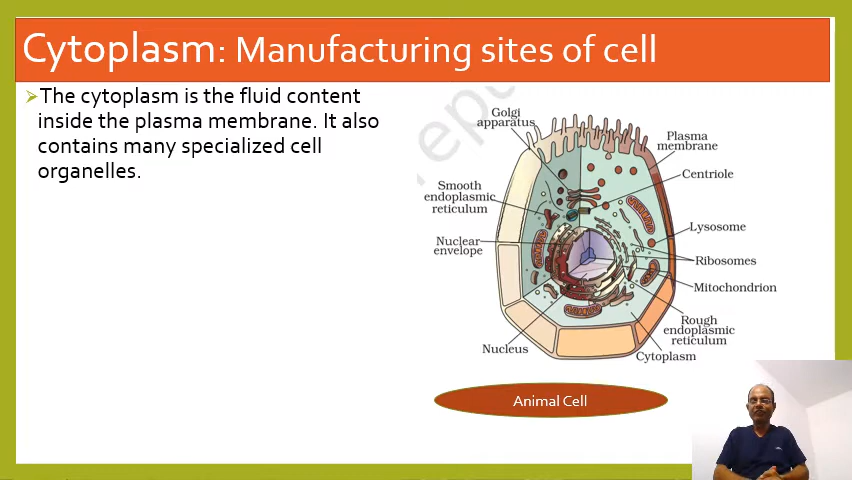 Cytoplasm: Manufacturing sites of cell
The cytoplasm is the fluid content
inside the plasma membrane. It also
contains many specialized cell
organelles.
Golgi
apparatus
Plasma
membrane
Centriole
Smooth
endoplasmic
reticulum
Lysosome
Nuclear
envelope
Ribosomes
Mitochondrion
Rough
endoplasmic
reticulum
Nucleus
Cytoplasm
Animal Cell